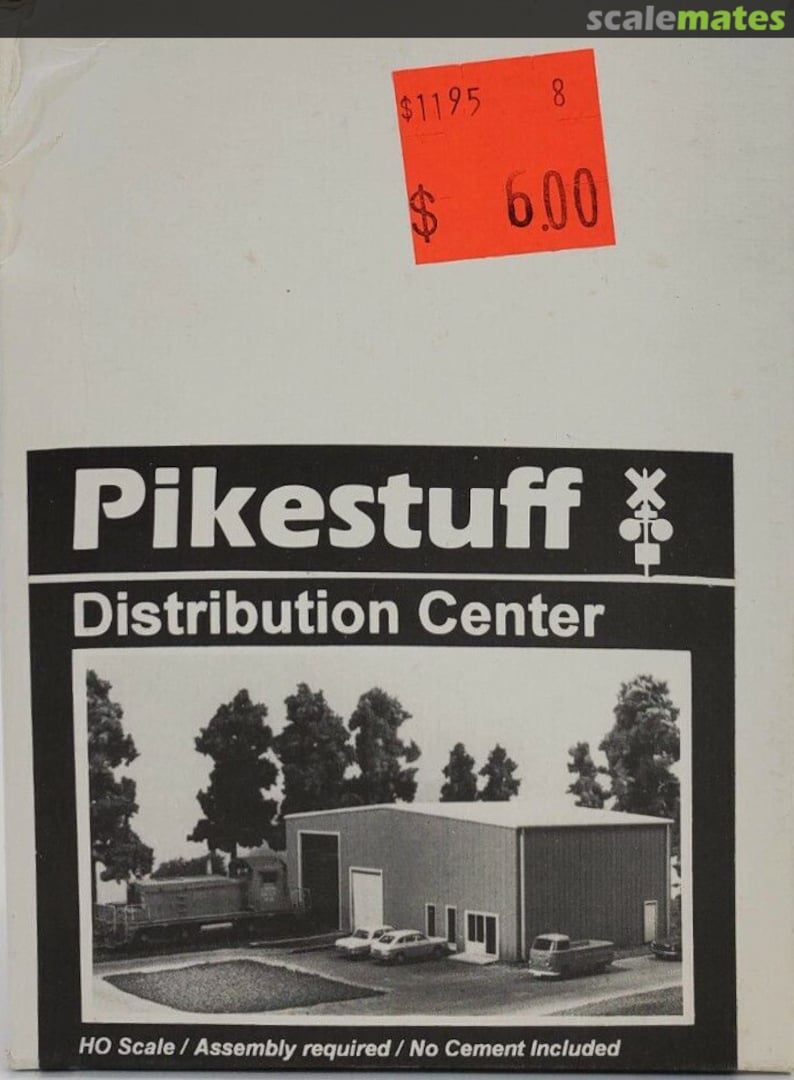 scalemates
$1195 8
$ 6.00
Pikestuff
Distribution Center
HO Scale / Assembly required / No Cement Included